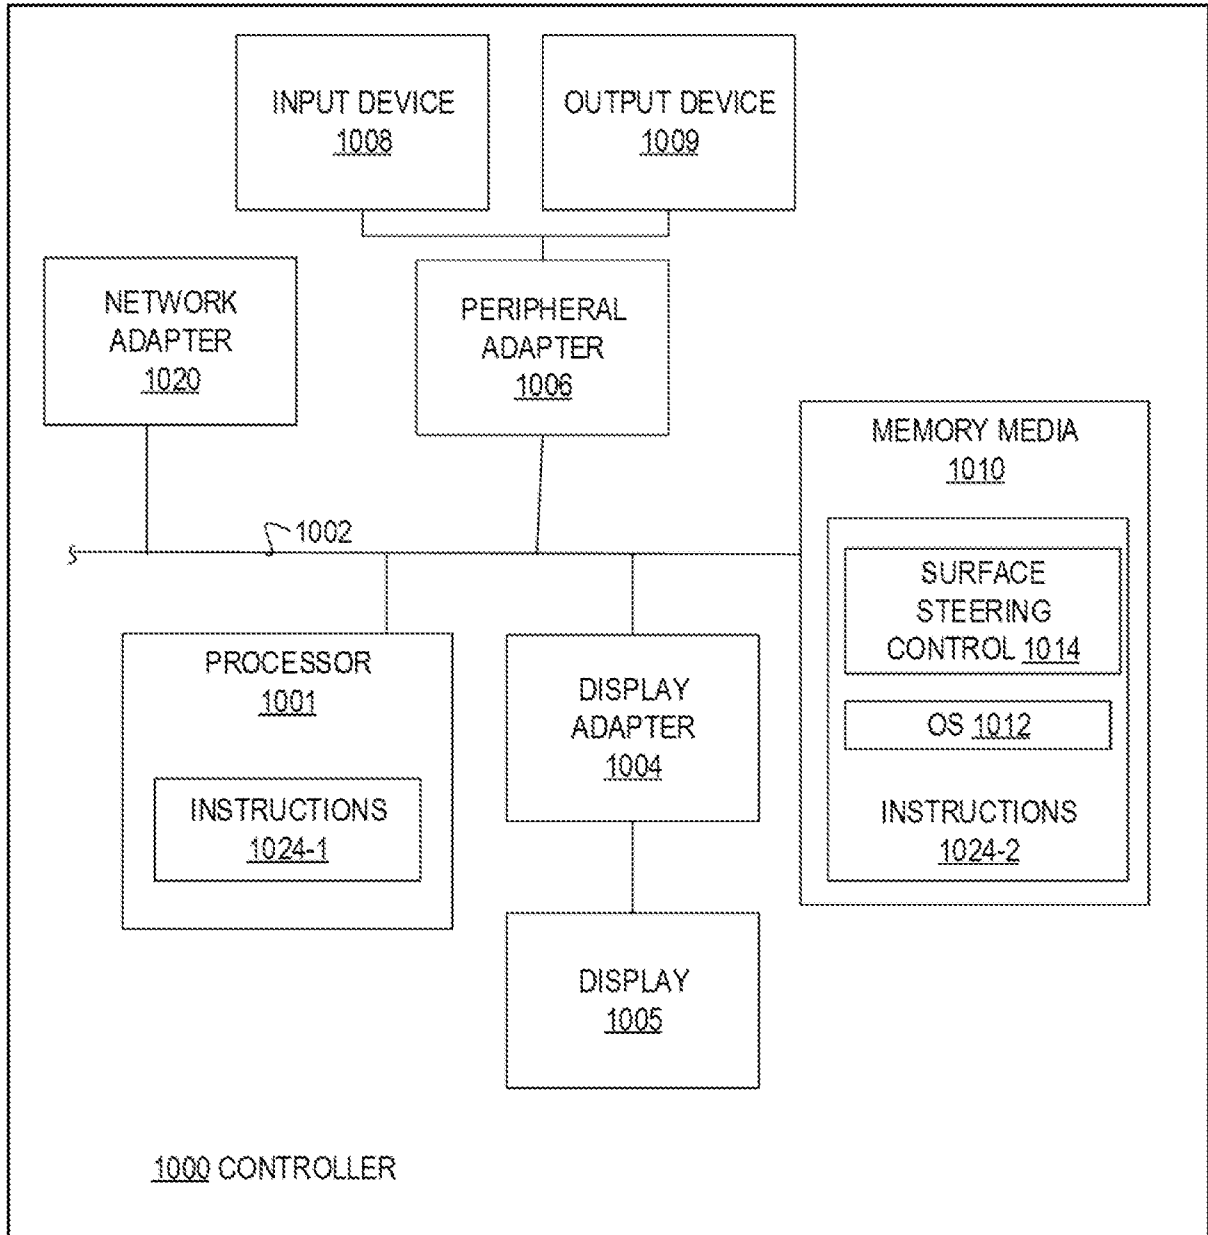 INPUT DEVICE
1008
OUTPUT DEVICE
1009
NETWORK
ADAPTER
1020
PERIPHERAL
ADAPTER
1006
MEMORY MEDIA
1010
1002
SURFACE
STEERING
CONTROL 1014
PROCESSOR
1001
DISPLAY
ADAPTER
1004
OS 1012
INSTRUCTIONS
1024-1
INSTRUCTIONS
1024-2
DISPLAY
1005
1000 CONTROLLER